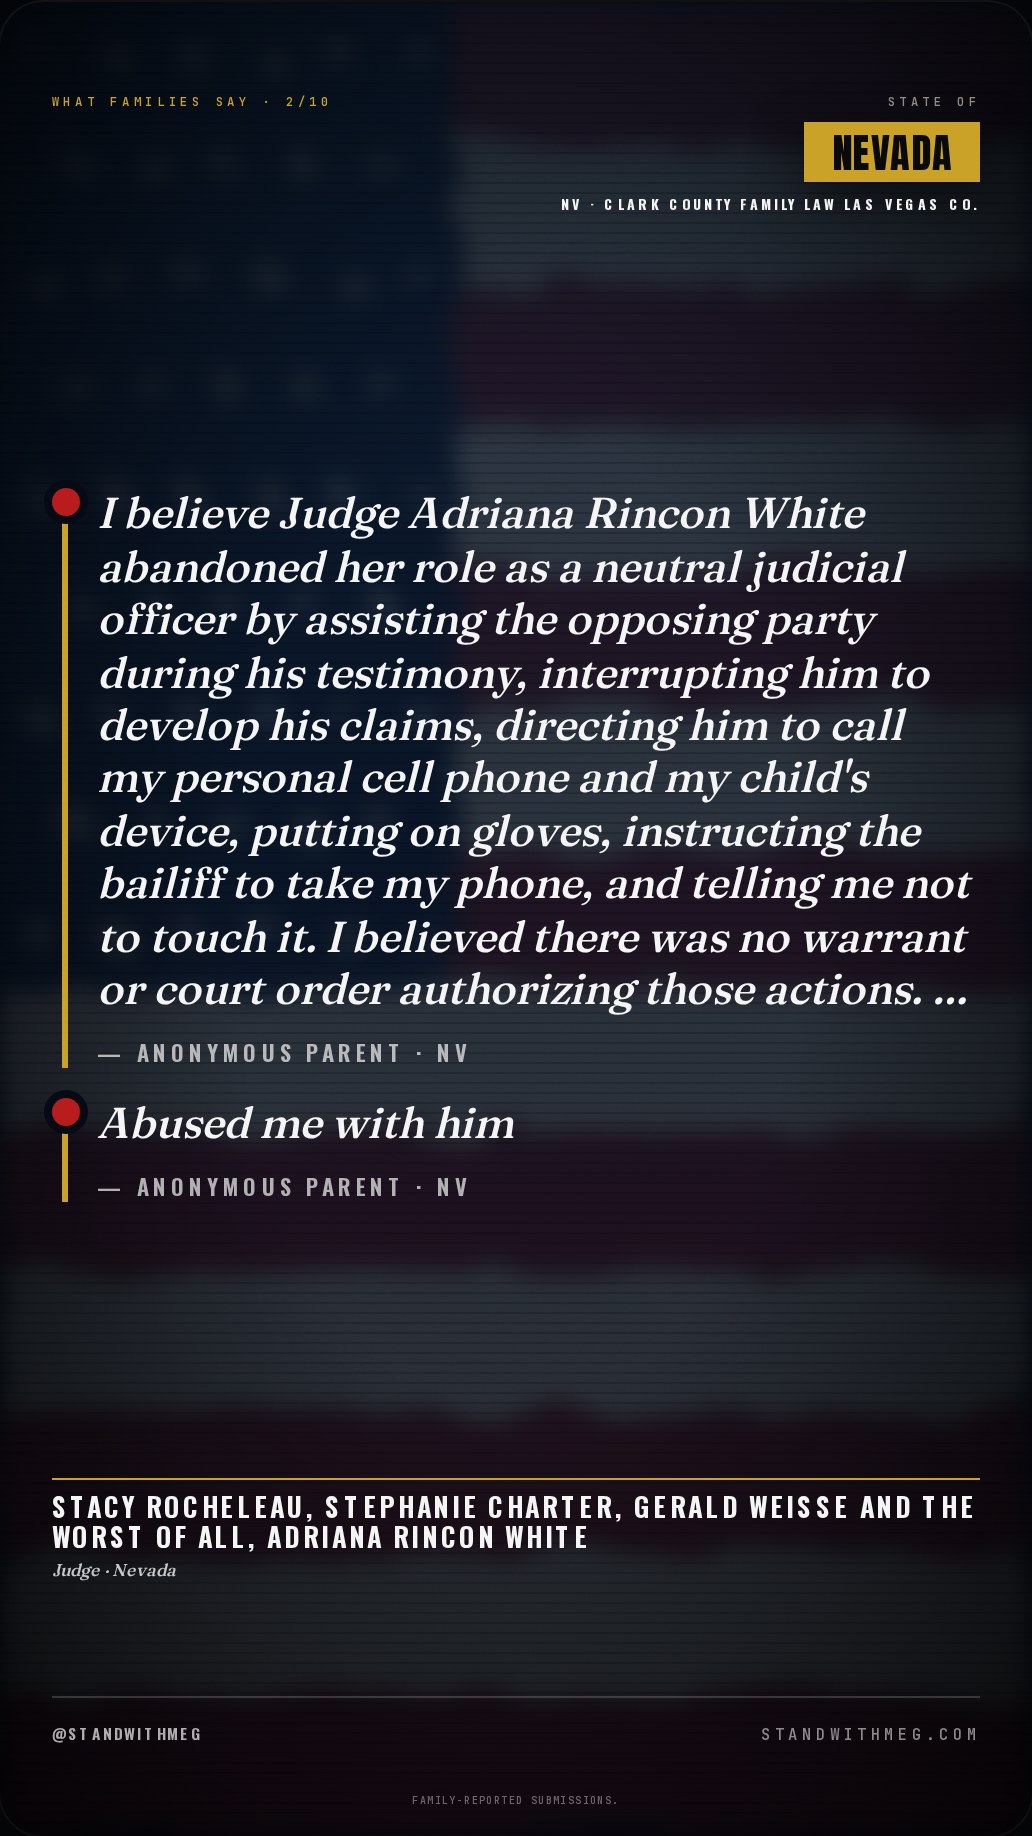 WHAT FAMILIES SAY · 2/10
STATE OF
NEVADA
NV · CLARK COUNTY FAMILY LAW LAS VEGAS CO.
I believe Judge Adriana Rincon White
abandoned her role as a neutral judicial
officer by assisting the opposing party
during his testimony, interrupting him to
develop his claims, directing him to call
my personal cell phone and my child's
device, putting on gloves, instructing the
bailiff to take my phone, and telling me not
to touch it. I believed there was no warrant
or court order authorizing those actions. ...
— ANONYMOUS PARENT · NV
Abused me with him
— ANONYMOUS PARENT · NV
STACY ROCHELEAU, STEPHANIE CHARTER, GERALD WEISSE AND THE
WORST OF ALL, ADRIANA RINCON WHITE
Judge · Nevada
@STANDWITHMEG
STANDWITHMEG.COM
FAMILY-REPORTED SUBMISSIONS.